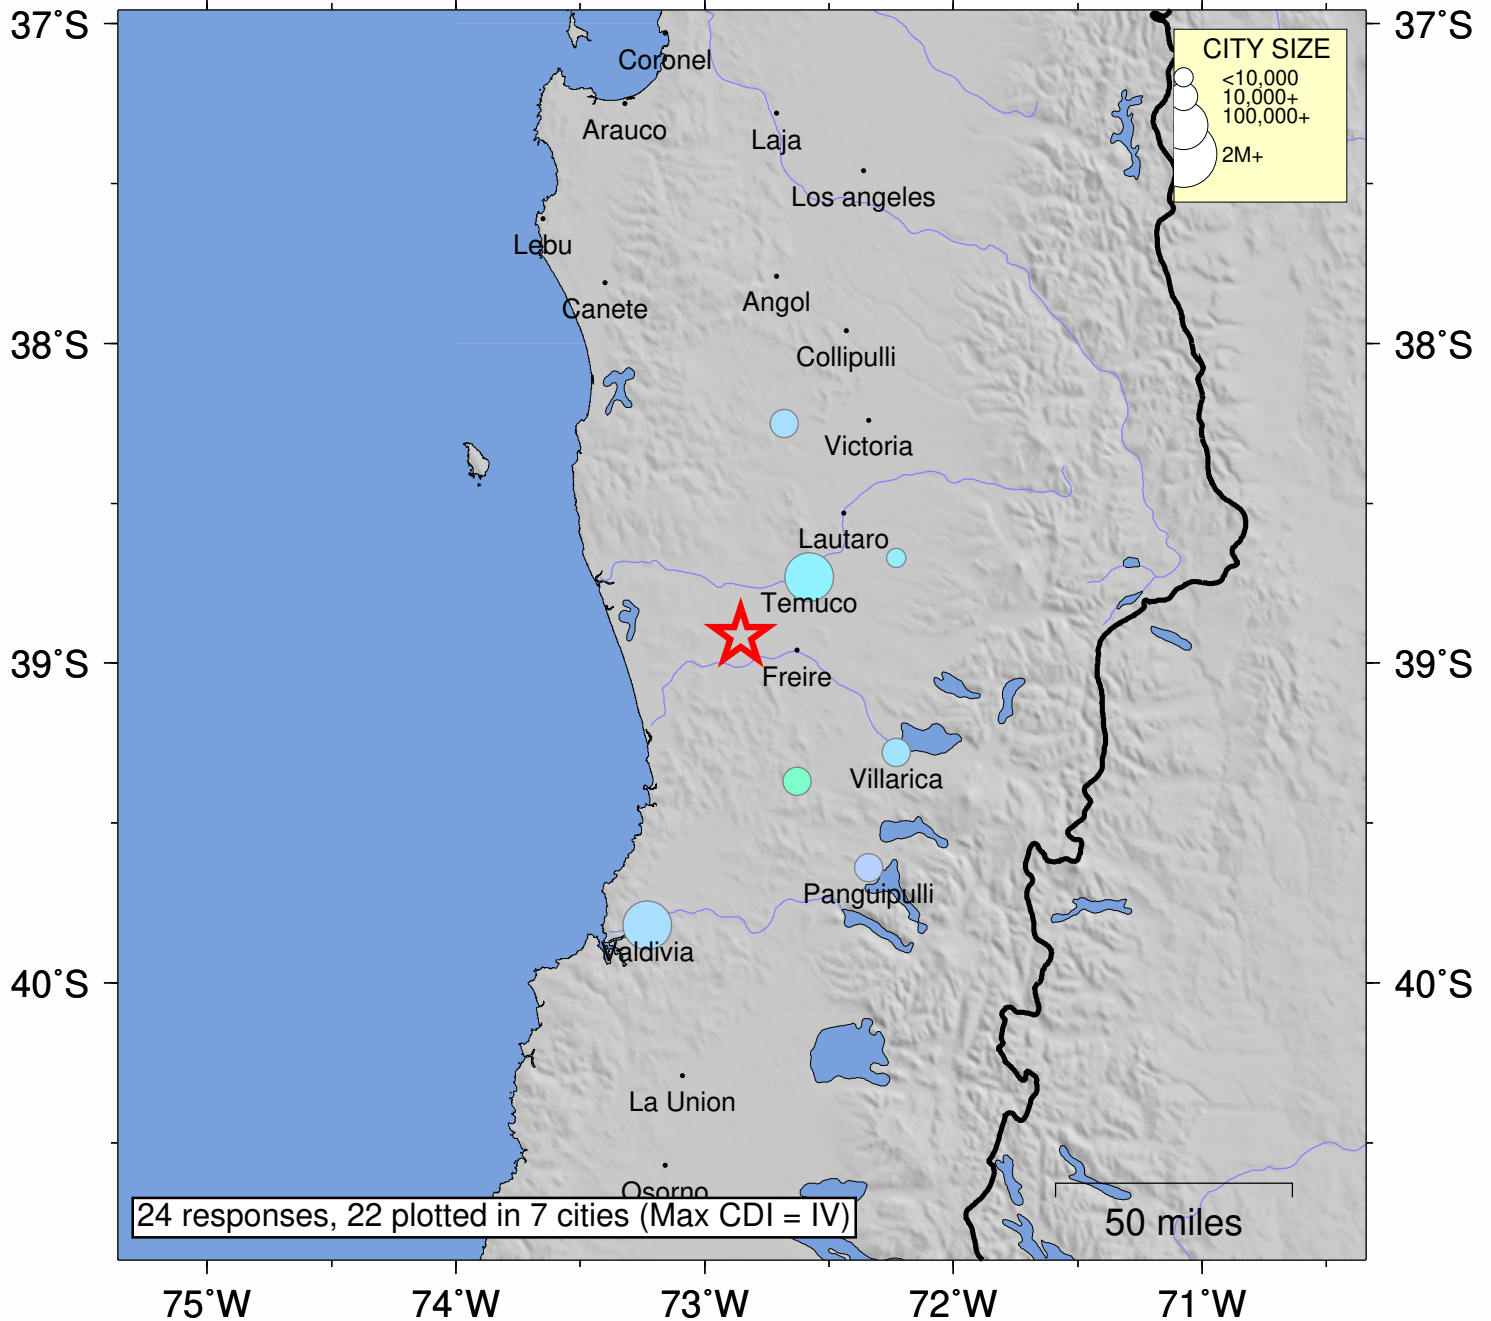 37°S
37°S
CITY SIZE
<10,000
10,000+
100,000+
2M+
Coronel
Arauco
Laja
Los angeles
Lebu
Canete
Angol
38°S
38°S
Collipulli
Victoria
Lautaro
Temuco
39°S
39°S
Freire
Villarica
Panguipulli
Valdivia
40°S
40°S
La Union
Osorno
24 responses, 22 plotted in 7 cities (Max CDI = IV)
50 miles
75°W
74°W
73°W
72°W
71°W